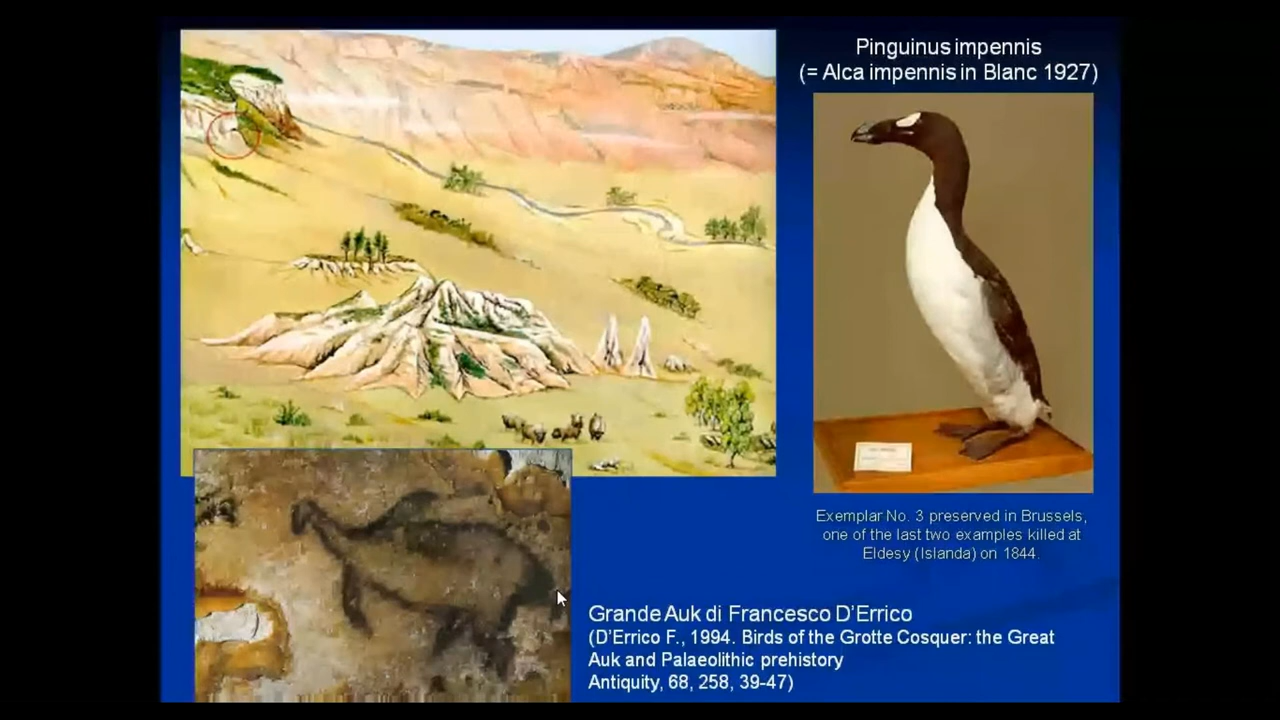 Pinguinus impennis
(= Alca impennis in Blanc 1927)
Exemplar No. 3 preserved in Brussels,
one of the last two examples killed at
Eldesy (Islanda) on 1844.
Grande Auk di Francesco D'Errico
(D'Errico F., 1994. Birds of the Grotte Cosquer: the Great
Auk and Palaeolithic prehistory
Antiquity, 68, 258, 39-47)